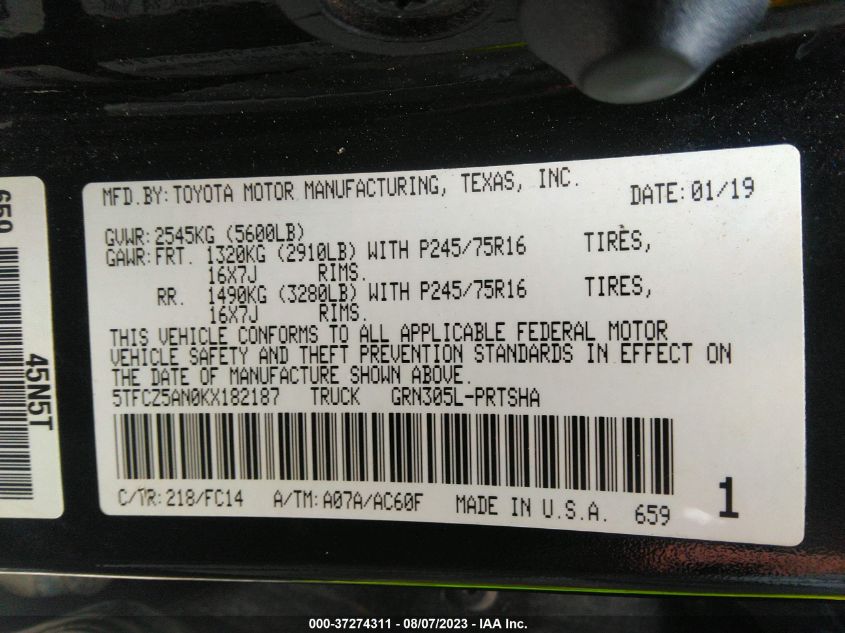 MFD.BY:TOYOTA MOTOR MANUFACTURING, TEXAS, INC. DATE:01/19
GVWR:2545KG (5600LB)
GAWR:FRT. 1320KG (2910LB) WITH P245/75R16 TIRES,
16X7J RIMS.
RR. 1490KG (3280LB) WITH P245/75R16 TIRES,
16X7J RIMS.
THIS VEHICLE CONFORMS TO ALL APPLICABLE FEDERAL MOTOR
VEHICLE SAFETY AND THEFT PREVENTION STANDARDS IN EFFECT ON
THE DATE OF MANUFACTURE SHOWN ABOVE.
5TFCZ5AN0KX182187 TRUCK GRN305L-PRTSHA
C/TR:218/FC14 A/TM:A07A/AC60F MADE IN U.S.A. 659 1
659
45N5T
000-37274311 - 08/07/2023 - IAA Inc.